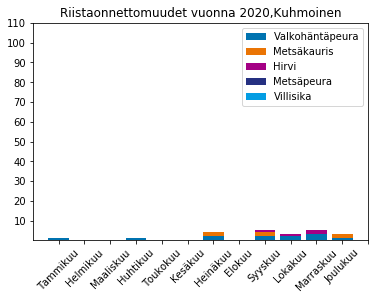 Riistaonnettomuudet vuonna 2020,Kuhmoinen
110
100
90
80
70
60
50
40
30
20
10
Valkohäntäpeura
Metsäkauris
Hirvi
Metsäpeura
Villisika
Tammikuu
Helmikuu
Maaliskuu
Huhtikuu
Toukokuu
Kesäkuu
Heinäkuu
Elokuu
Syyskuu
Lokakuu
Marraskuu
Joulukuu